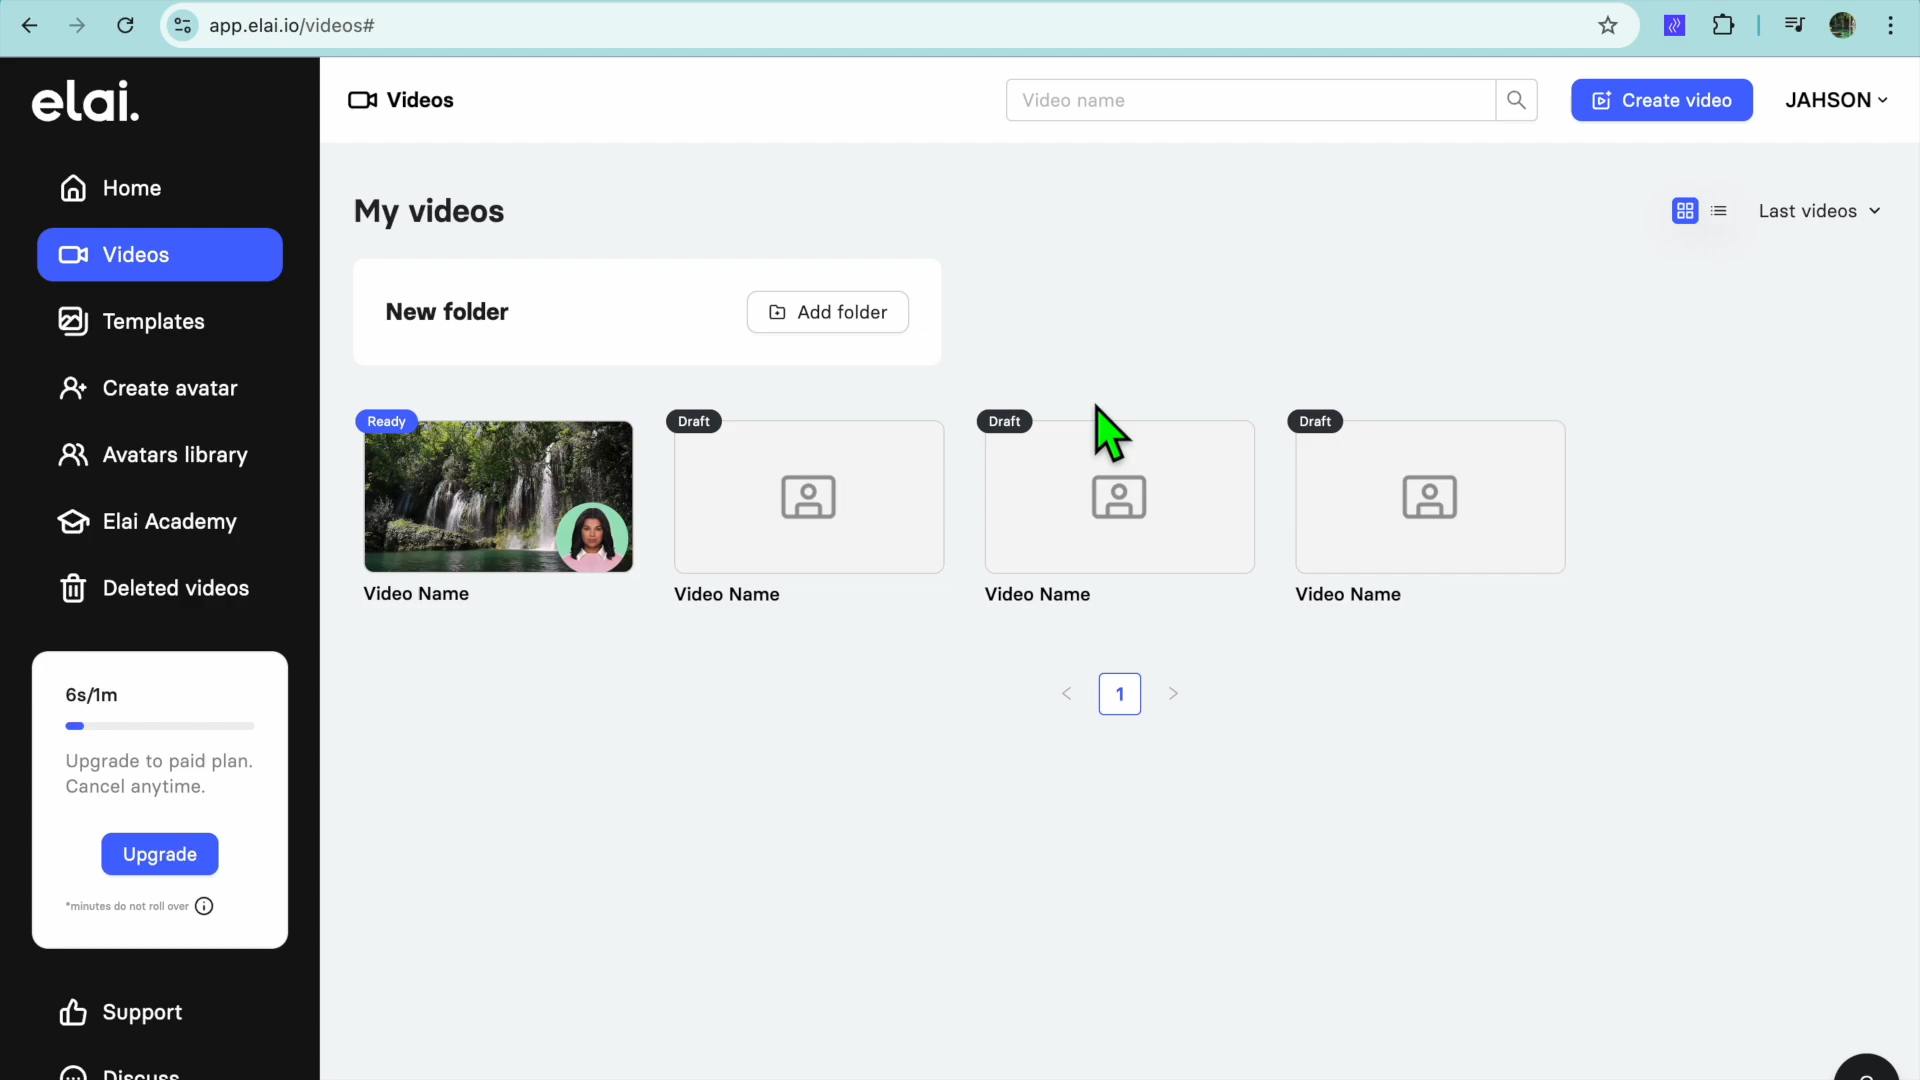 app.elai.io/videos#
elai.
Videos
Video name
Create video
JAHSON
Home
Videos
Templates
Create avatar
Avatars library
Elai Academy
Deleted videos
6s/1m
Upgrade to paid plan.
Cancel anytime.
Upgrade
*minutes do not roll over
Support
Discuss
My videos
Last videos
New folder
Add folder
Ready
Draft
Draft
Draft
Video Name
Video Name
Video Name
Video Name
1